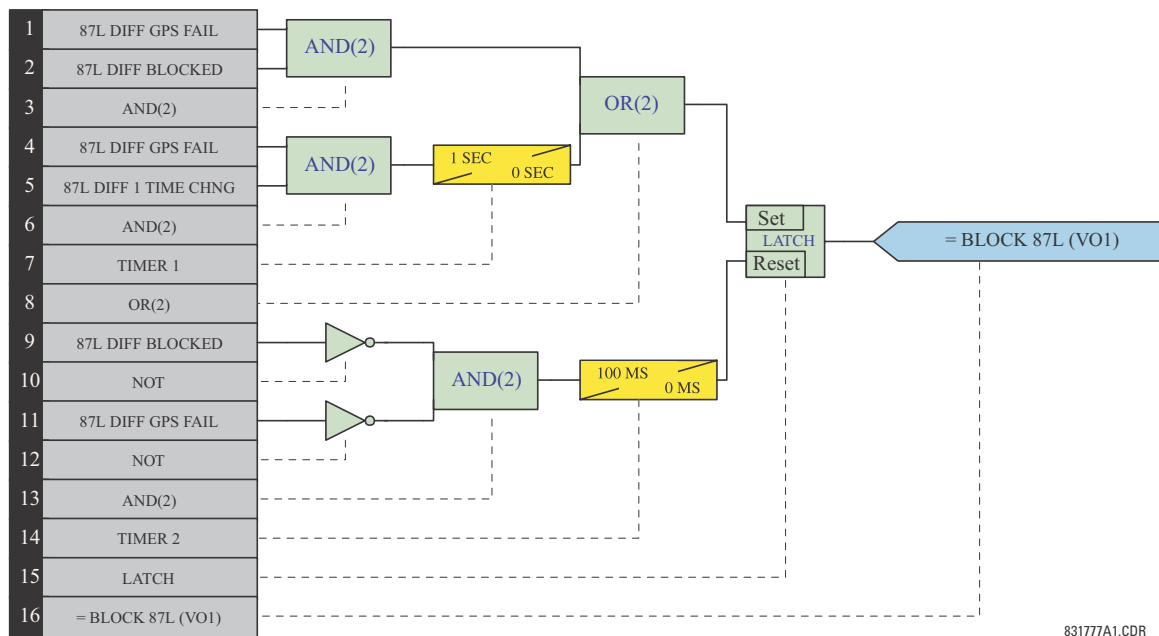 1 87L DIFF GPS FAIL
2 87L DIFF BLOCKED
3 AND(2)
4 87L DIFF GPS FAIL
5 87L DIFF 1 TIME CHNG
6 AND(2)
7 TIMER 1
8 OR(2)
9 87L DIFF BLOCKED
10 NOT
11 87L DIFF GPS FAIL
12 NOT
13 AND(2)
14 TIMER 2
15 LATCH
16 = BLOCK 87L (VO1)
AND(2)
OR(2)
AND(2)
1 SEC
0 SEC
Set
LATCH
Reset
= BLOCK 87L (VO1)
AND(2)
100 MS
0 MS
831777A1.CDR